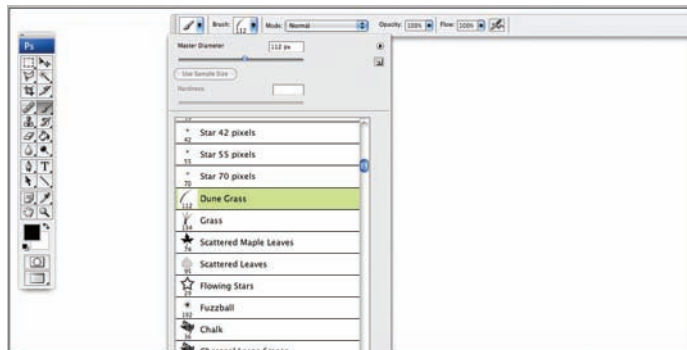 Brush: 112 Mode: Normal Opacity: 100% Flow: 100%
Ps
Master Diameter 112 px
Use Sample Size
Hardness:
42 Star 42 pixels
55 Star 55 pixels
70 Star 70 pixels
112 Dune Grass
134 Grass
74 Scattered Maple Leaves
95 Scattered Leaves
29 Flowing Stars
192 Fuzzball
36 Chalk
T